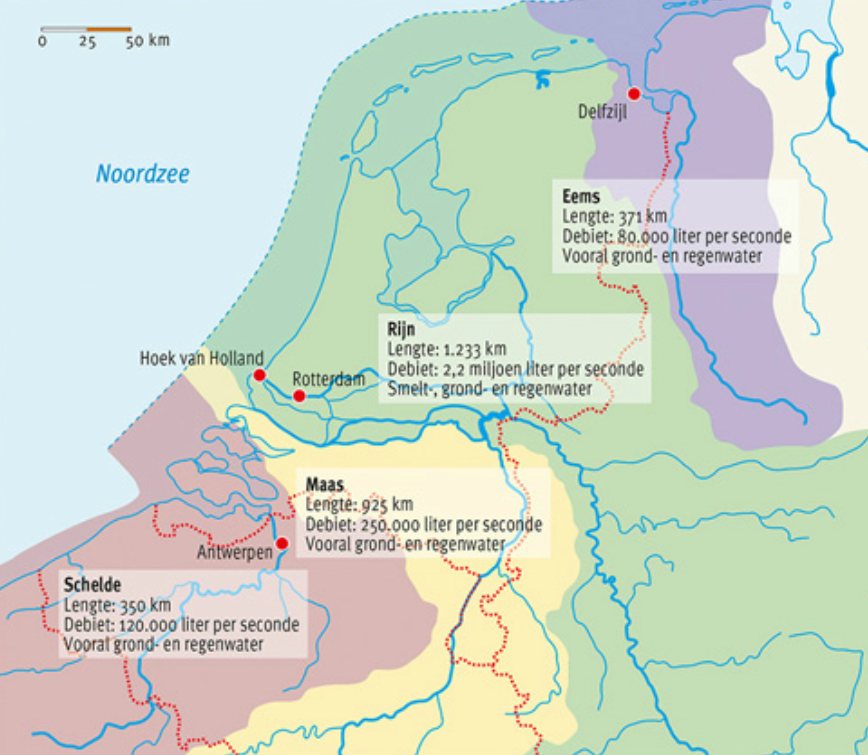 0 25 50 km
Delfzijl
Noordzee
Eems
Lengte: 371 km
Debiet: 80.000 liter per seconde
Vooral grond- en regenwater
Rijn
Lengte: 1.233 km
Debiet: 2,2 miljoen liter per seconde
Smelt-, grond- en regenwater
Hoek van Holland
Rotterdam
Maas
Lengte: 925 km
Debiet: 250.000 liter per seconde
Vooral grond- en regenwater
Antwerpen
Schelde
Lengte: 350 km
Debiet: 120.000 liter per seconde
Vooral grond- en regenwater